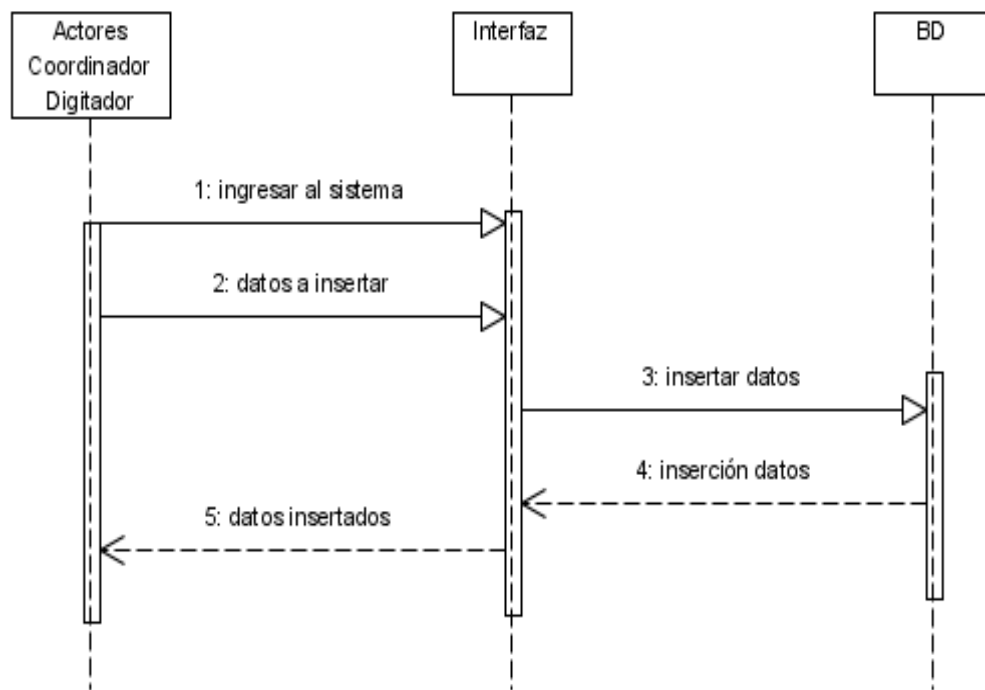 Actores
Coordinador
Digitador
Interfaz
BD
1: ingresar al sistema
2: datos a insertar
3: insertar datos
4: inserción datos
5: datos insertados